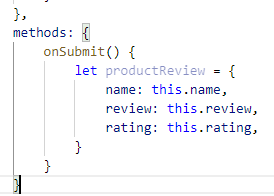 },
methods: {
onSubmit() {
let productReview = {
name: this.name,
review: this.review,
rating: this.rating,
}
}
}